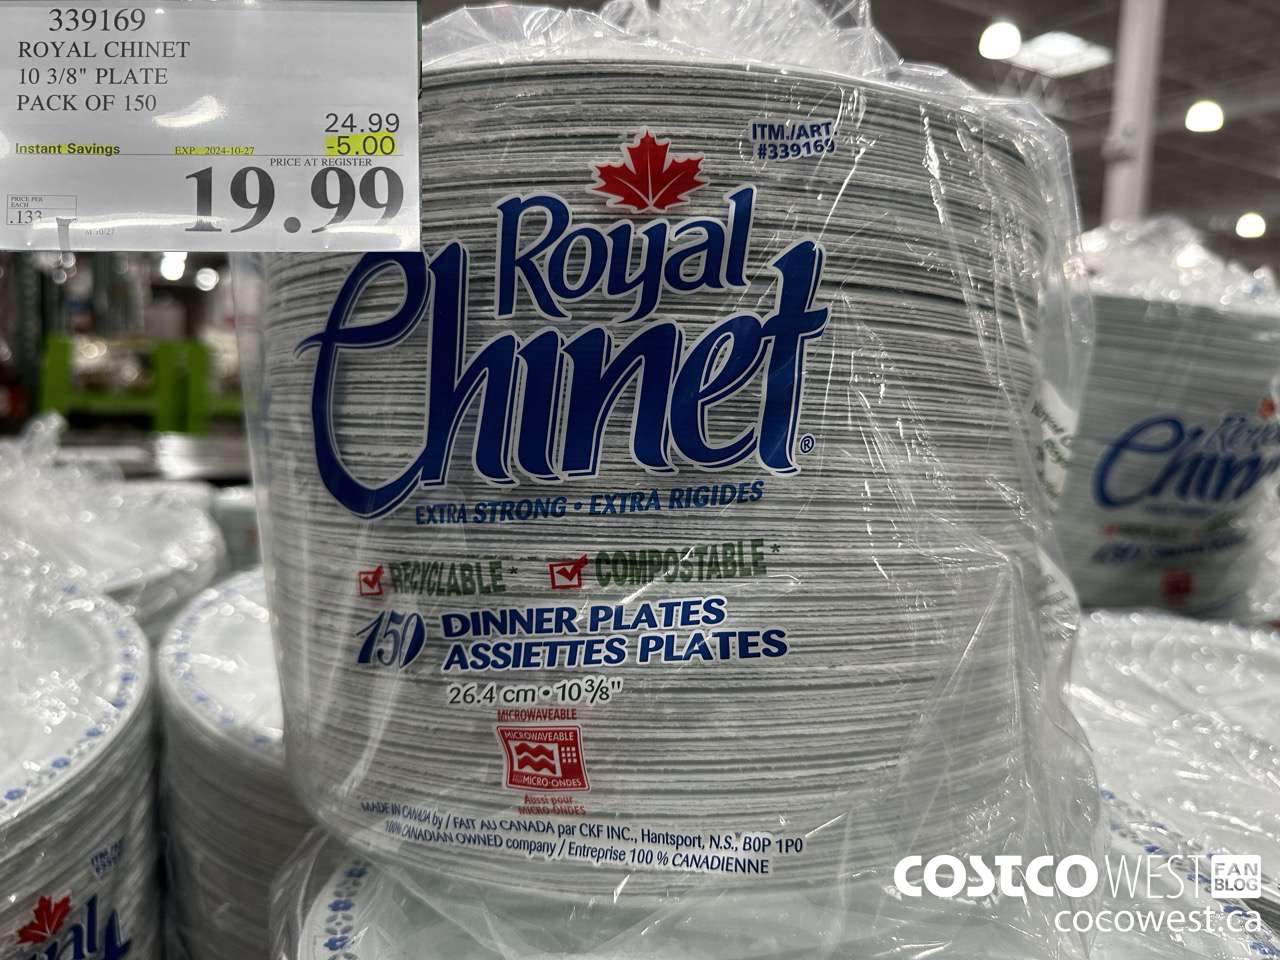 339169
ROYAL CHINET
10 3/8" PLATE
PACK OF 150
24.99
Instant Savings EXP. 2024-10-27 -5.00
PRICE AT REGISTER
19.99
PRICE PER
EACH
.133
ITM./ART.
#339169
Royal
Chinet®
EXTRA STRONG • EXTRA RIGIDES
RECYCLABLE* COMPOSTABLE*
150 DINNER PLATES
ASSIETTES PLATES
26.4 cm • 10 3/8"
MICROWAVEABLE
MICROWAVEABLE
MICRO-ONDES
Aussi pour
MICRO-ONDES
MADE IN CANADA by / FAIT AU CANADA par CKF INC., Hantsport, N.S., B0P 1P0
100% CANADIAN OWNED company / Entreprise 100 % CANADIENNE
Chin
COSTCO WEST FAN BLOG
cocowest.ca